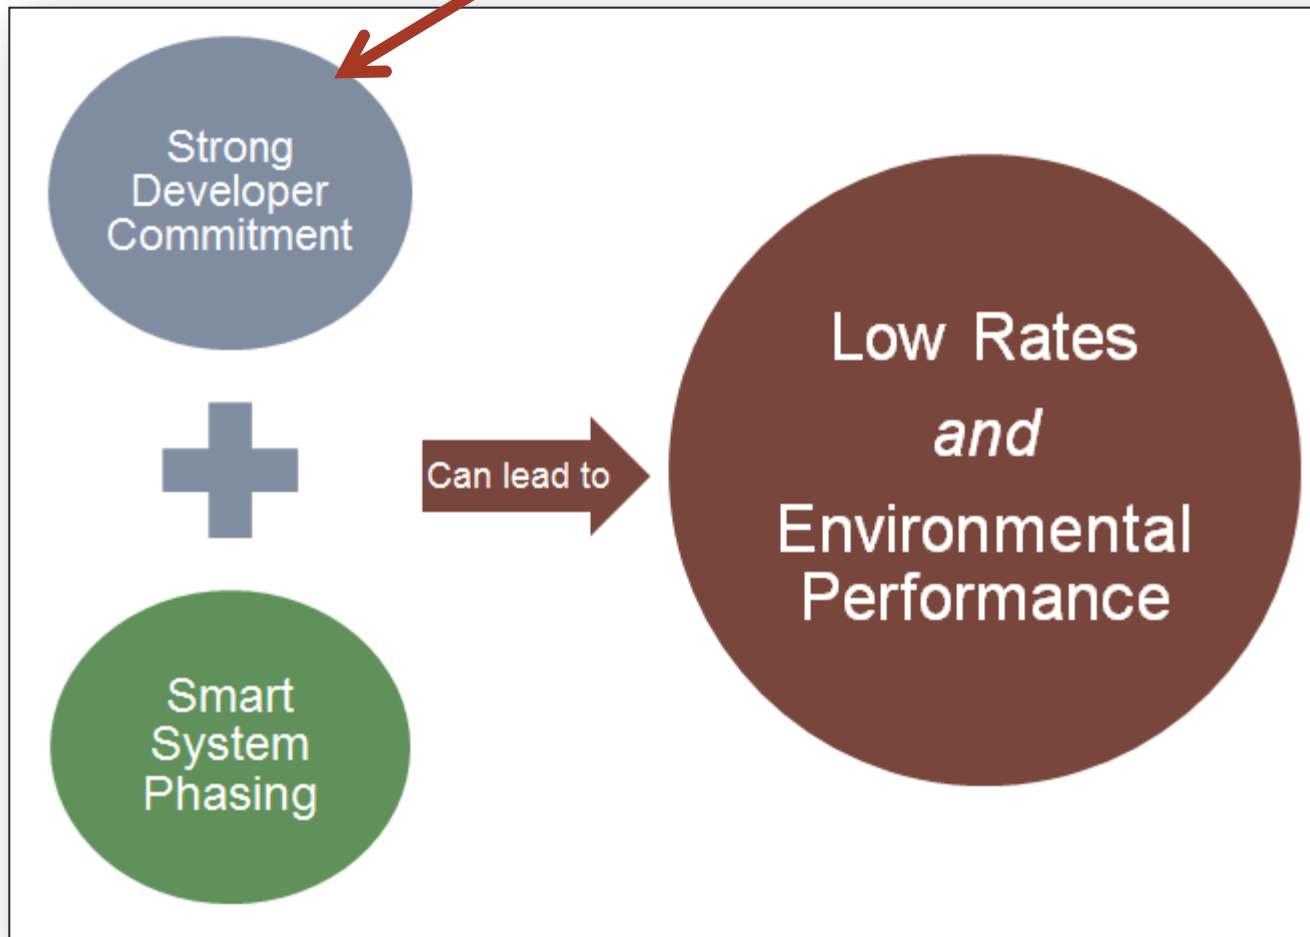 Strong
Developer
Commitment
Smart
System
Phasing
Can lead to
Low Rates
and
Environmental
Performance